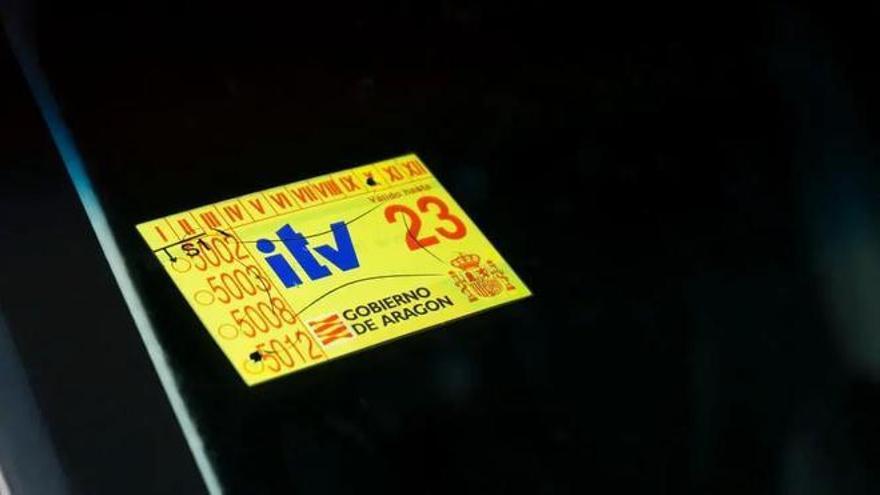 I II III IV V VI VII VIII IX X XI XII
Válido hasta
S1
5002
itv
23
5003
5008
GOBIERNO
DE ARAGON
5012